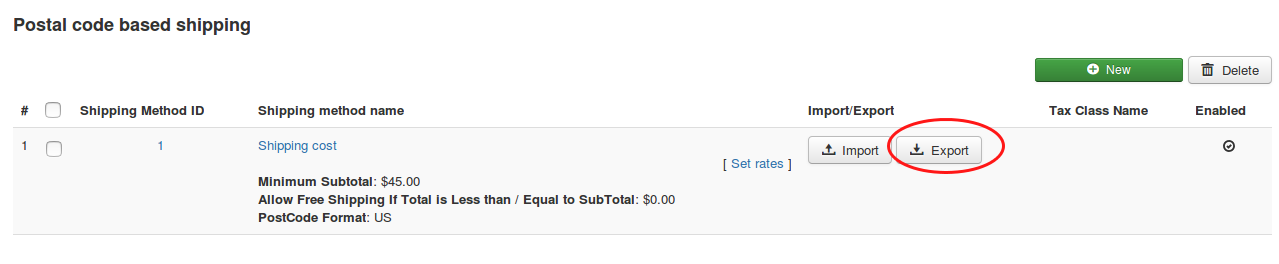 Postal code based shipping
New Delete
# Shipping Method ID Shipping method name Import/Export Tax Class Name Enabled
1 1 Shipping cost Import Export
[ Set rates ]
Minimum Subtotal: $45.00
Allow Free Shipping If Total is Less than / Equal to SubTotal: $0.00
PostCode Format: US